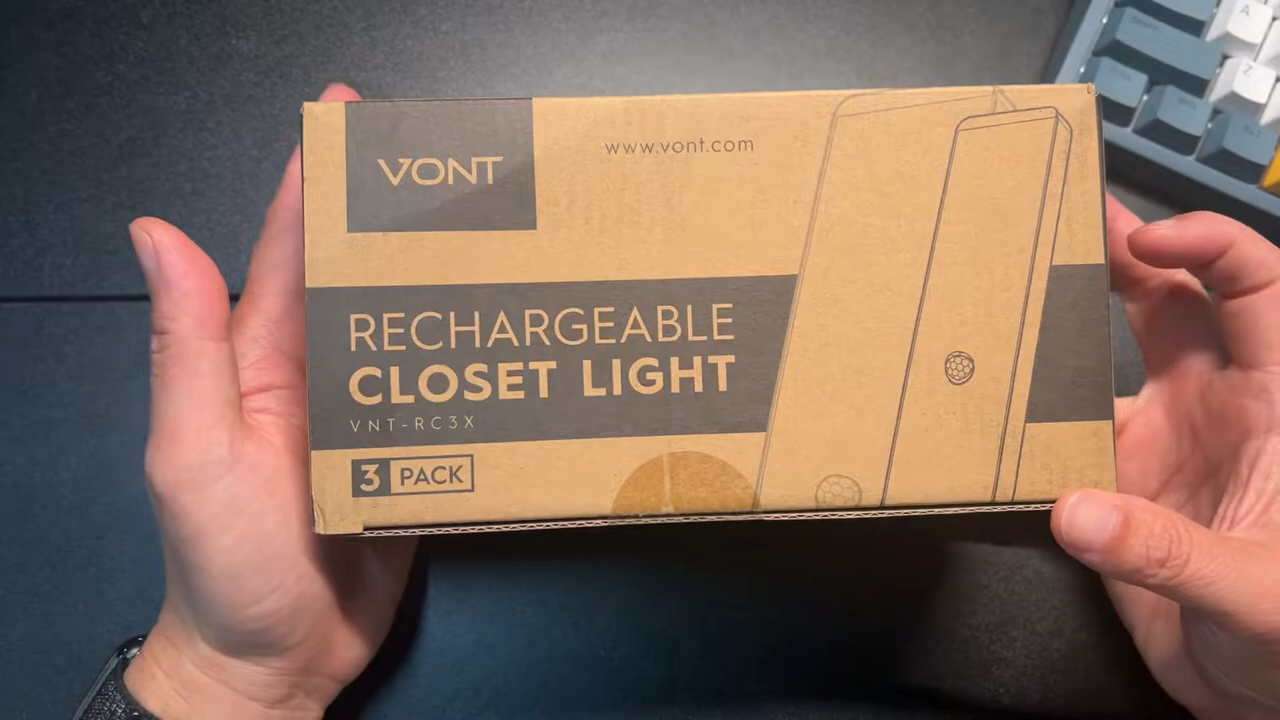 VONT
www.vont.com
RECHARGEABLE
CLOSET LIGHT
VNT-RC3X
3 PACK
A
Z